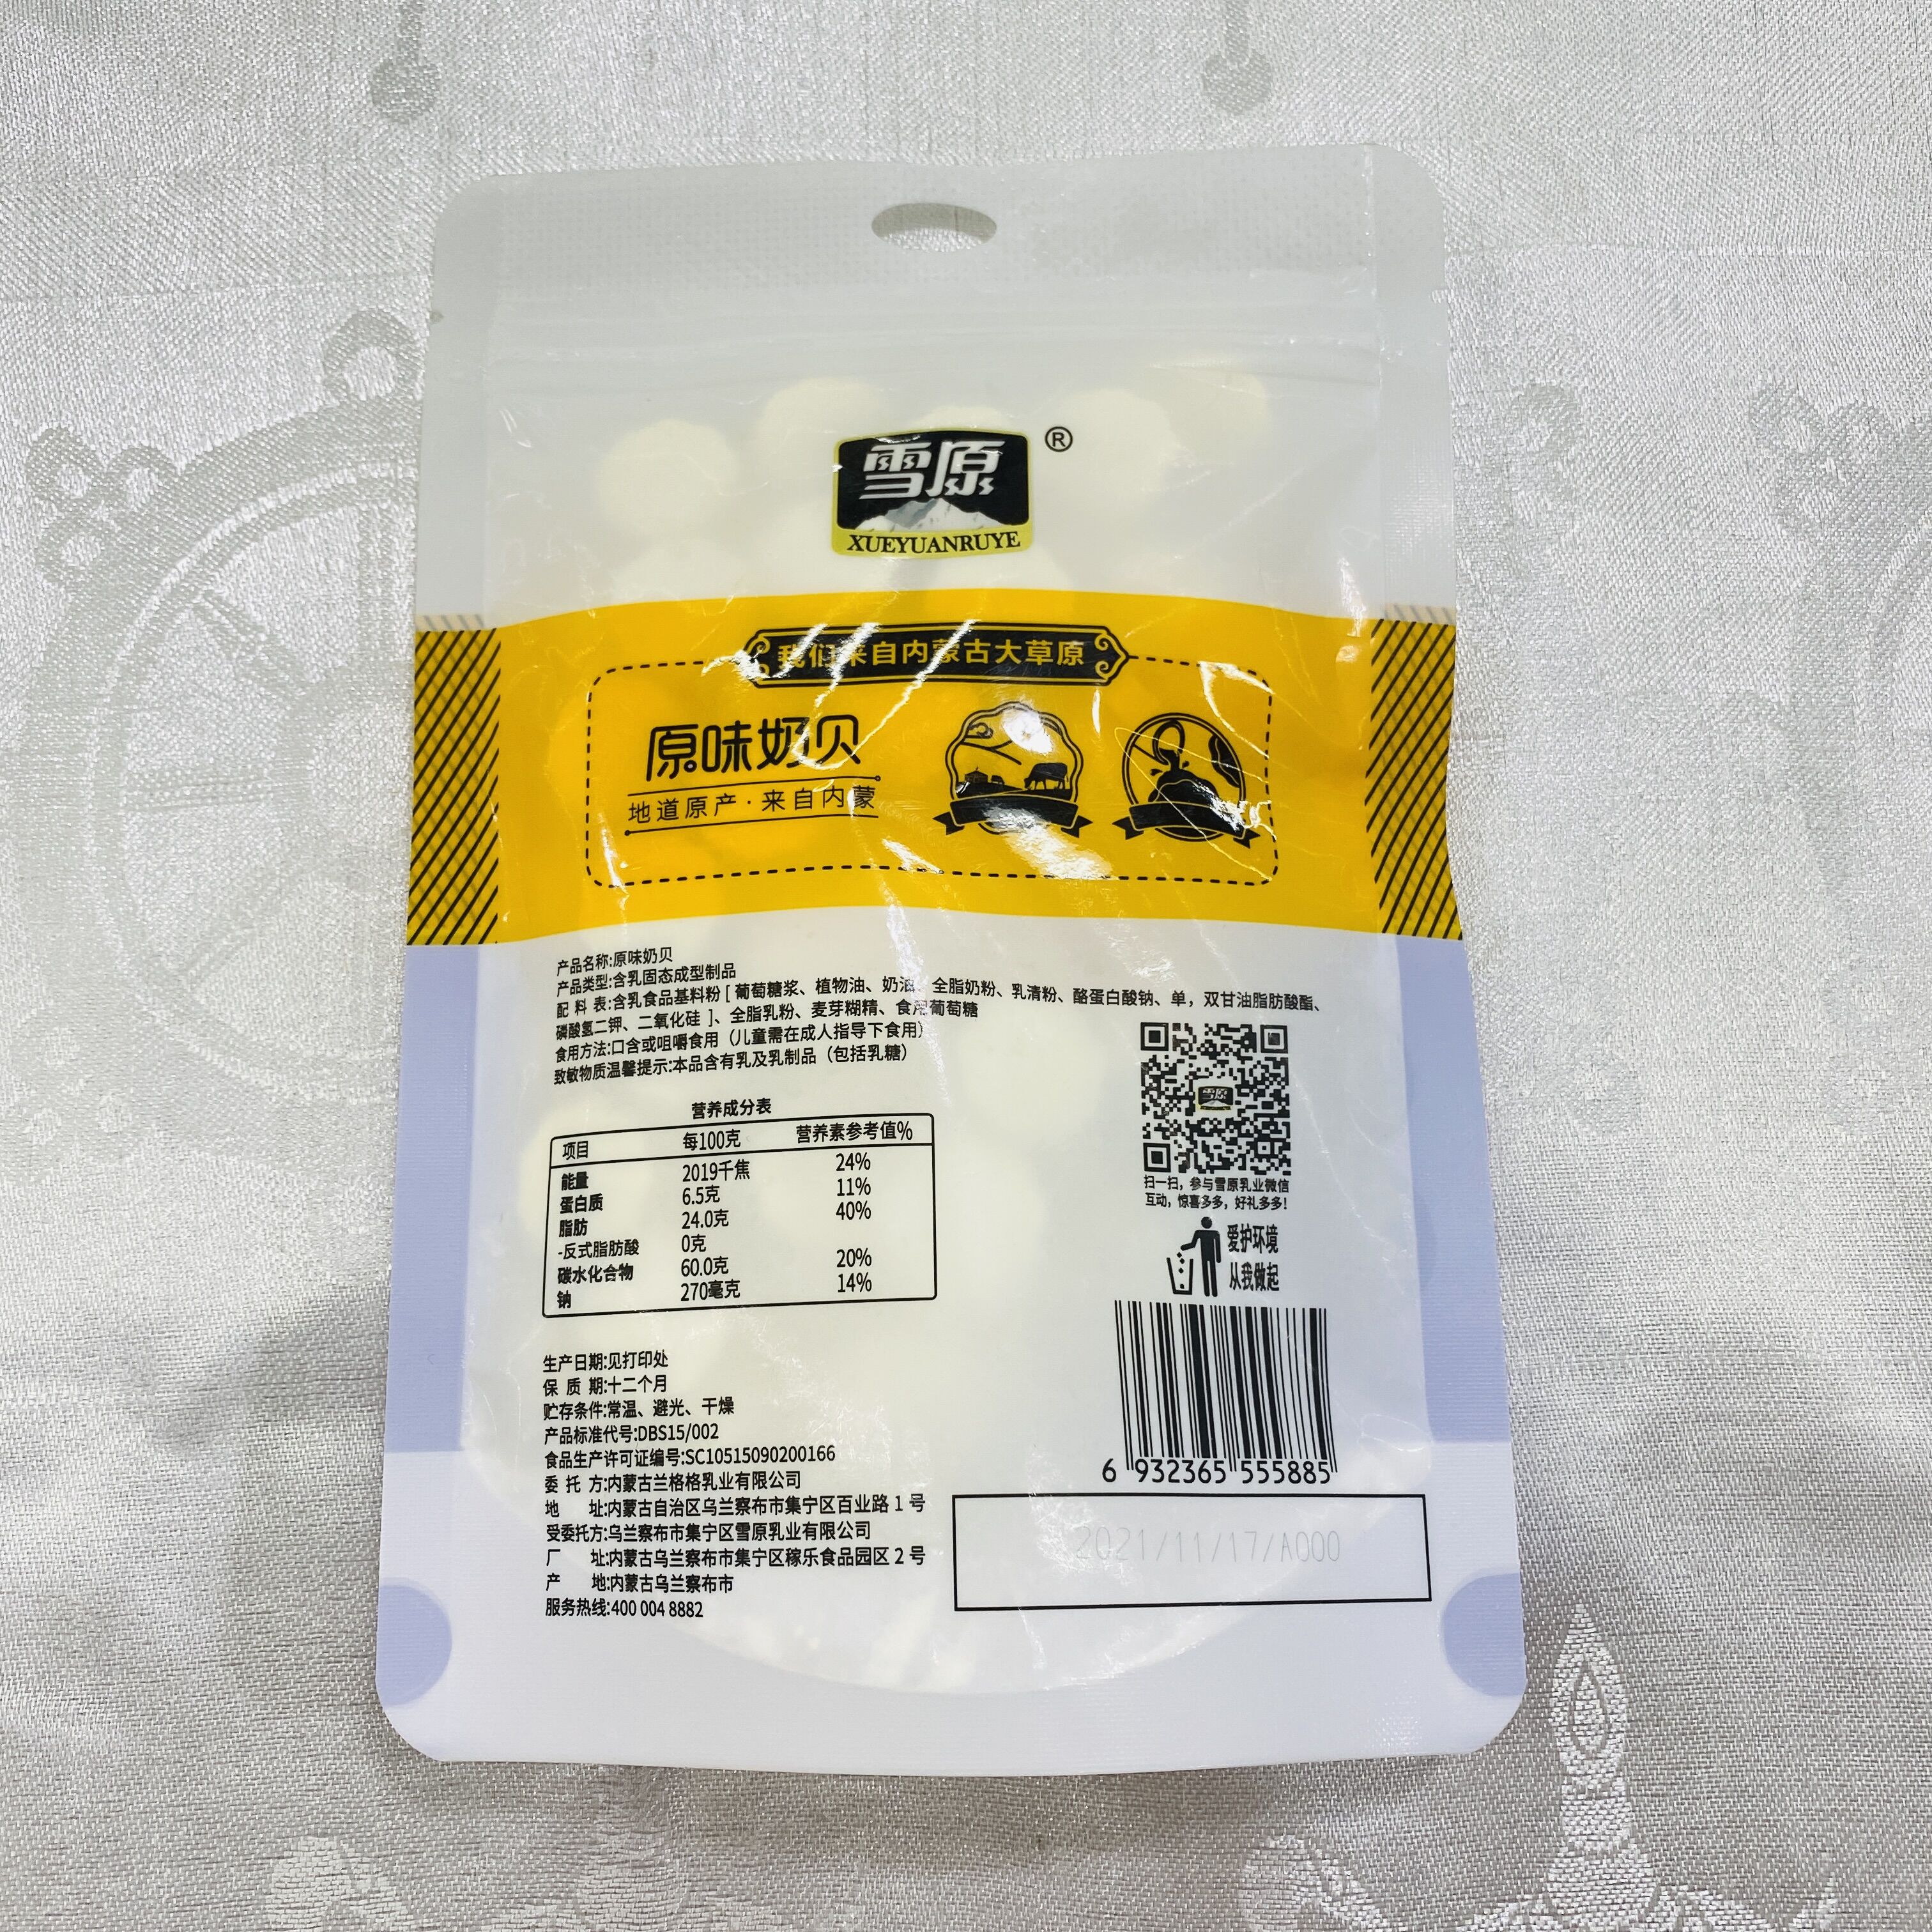 雪原
®
XUEYUANRUYE
我们来自内蒙古大草原
原味奶贝
地道原产·来自内蒙
产品名称:原味奶贝
产品类型:含乳固态成型制品
配 料 表:含乳食品基料粉 [ 葡萄糖浆、植物油、奶油、全脂奶粉、乳清粉、酪蛋白酸钠、单，双甘油脂肪酸酯、
磷酸氢二钾、二氧化硅 ]、全脂乳粉、麦芽糊精、食用葡萄糖
食用方法:口含或咀嚼食用（儿童需在成人指导下食用）
致敏物质温馨提示:本品含有乳及乳制品（包括乳糖）
营养成分表
项目 每100克 营养素参考值%
能量 2019千焦 24%
蛋白质 6.5克 11%
脂肪 24.0克 40%
-反式脂肪酸 0克
碳水化合物 60.0克 20%
钠 270毫克 14%
雪原
扫一扫，参与雪原乳业微信
互动，惊喜多多，好礼多多!
爱护环境
从我做起
6 932365 555885
生产日期:见打印处
保 质 期:十二个月
贮存条件:常温、避光、干燥
产品标准代号:DBS15/002
食品生产许可证编号:SC10515090200166
委 托 方:内蒙古兰格格乳业有限公司
地 址:内蒙古自治区乌兰察布市集宁区百业路 1 号
受委托方:乌兰察布市集宁区雪原乳业有限公司
厂 址:内蒙古乌兰察布市集宁区稼乐食品园区 2 号
产 地:内蒙古乌兰察布市
服务热线:400 004 8882
2021/11/17/A000